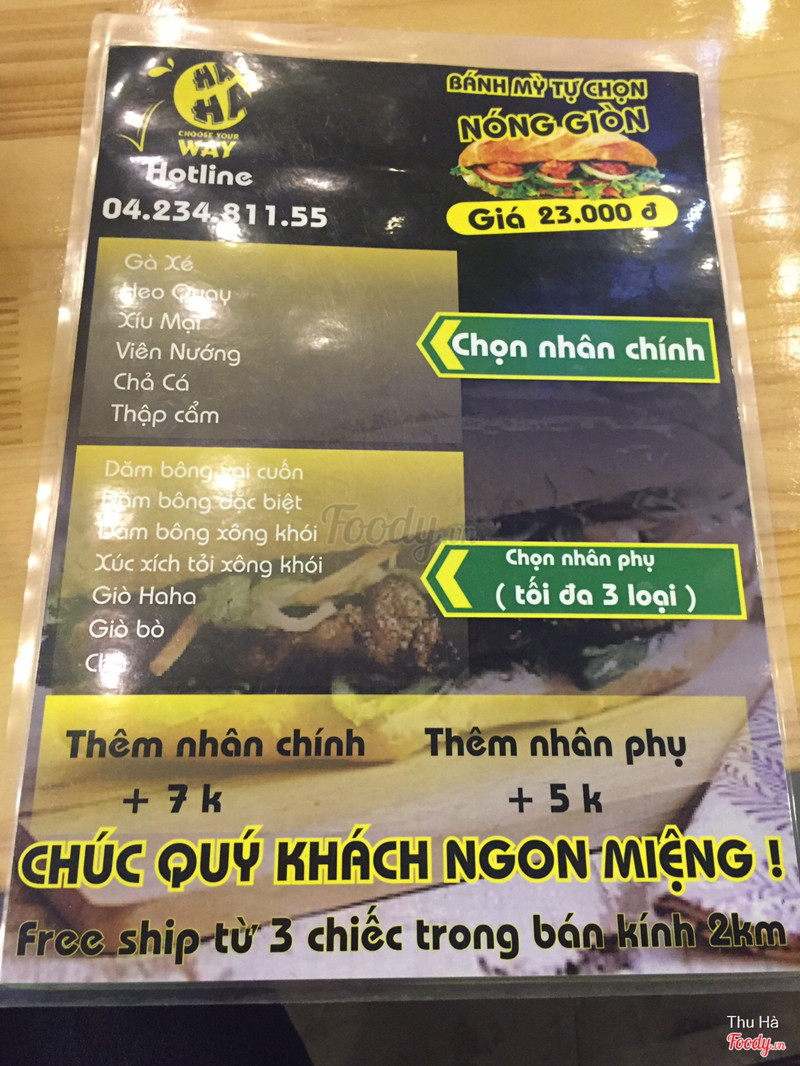 HA HA
CHOOSE YOUR
WAY
Hotline
04.234.811.55
BÁNH MỲ TỰ CHỌN
NÓNG GIÒN
Giá 23.000 đ
Gà Xé
Heo Quay
Xíu Mại
Viên Nướng
Chả Cá
Thập cẩm
Chọn nhân chính
Dăm bông vai cuốn
Dăm bông đặc biệt
Dăm bông xông khói
Xúc xích tỏi xông khói
Giò Haha
Giò bò
Chọn nhân phụ
( tối đa 3 loại )
Foody.vn
Thêm nhân chính
+ 7 k
Thêm nhân phụ
+ 5 k
CHÚC QUÝ KHÁCH NGON MIỆNG !
Free ship từ 3 chiếc trong bán kính 2km
Thu Hà
Foody.vn